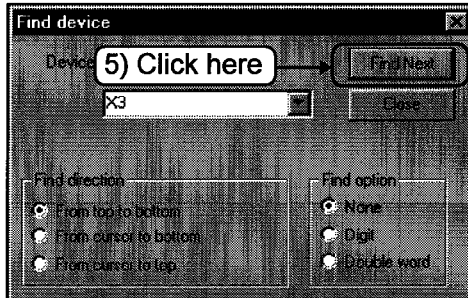 Find device
Device
5) Click here
Find Next
X3
Close
Find direction
From top to bottom
From cursor to bottom
From cursor to top
Find option
None
Digit
Double word